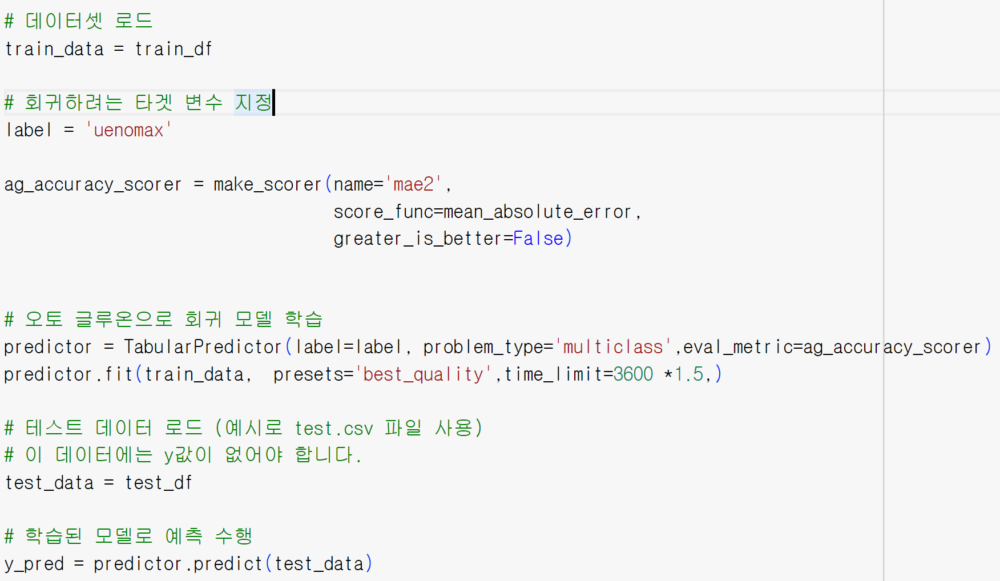 # 데이터셋 로드
train_data = train_df
# 회귀하려는 타겟 변수 지정
label = 'uenomax'
ag_accuracy_scorer = make_scorer(name='mae2',
score_func=mean_absolute_error,
greater_is_better=False)
# 오토 글루온으로 회귀 모델 학습
predictor = TabularPredictor(label=label, problem_type='multiclass',eval_metric=ag_accuracy_scorer)
predictor.fit(train_data,  presets='best_quality',time_limit=3600 *1.5,)
# 테스트 데이터 로드 (예시로 test.csv 파일 사용)
# 이 데이터에는 y값이 없어야 합니다.
test_data = test_df
# 학습된 모델로 예측 수행
y_pred = predictor.predict(test_data)